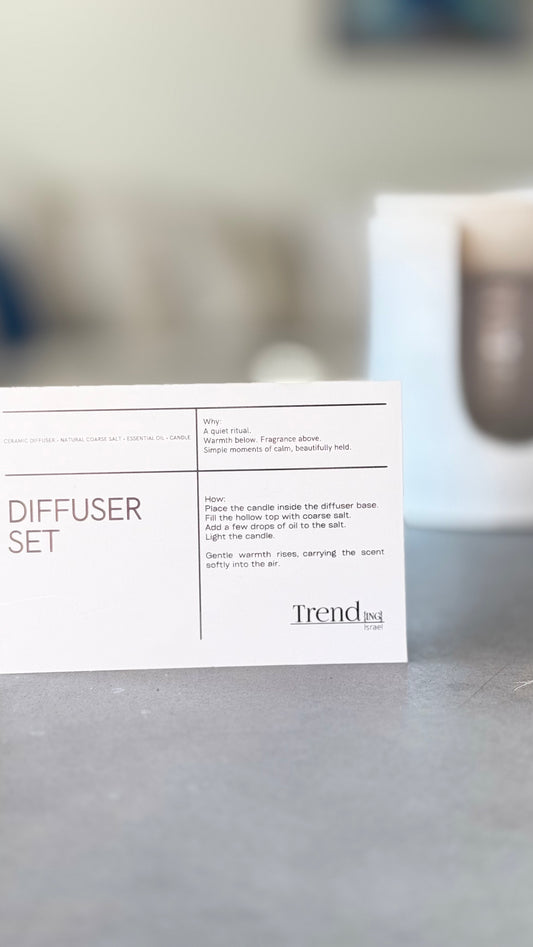 CERAMIC DIFFUSER • NATURAL COARSE SALT • ESSENTIAL OIL • CANDLE
Why:
A quiet ritual.
Warmth below. Fragrance above.
Simple moments of calm, beautifully held.
DIFFUSER
SET
How:
Place the candle inside the diffuser base.
Fill the hollow top with coarse salt.
Add a few drops of oil to the salt.
Light the candle.
Gentle warmth rises, carrying the scent
softly into the air.
Trend [ING]
Israel